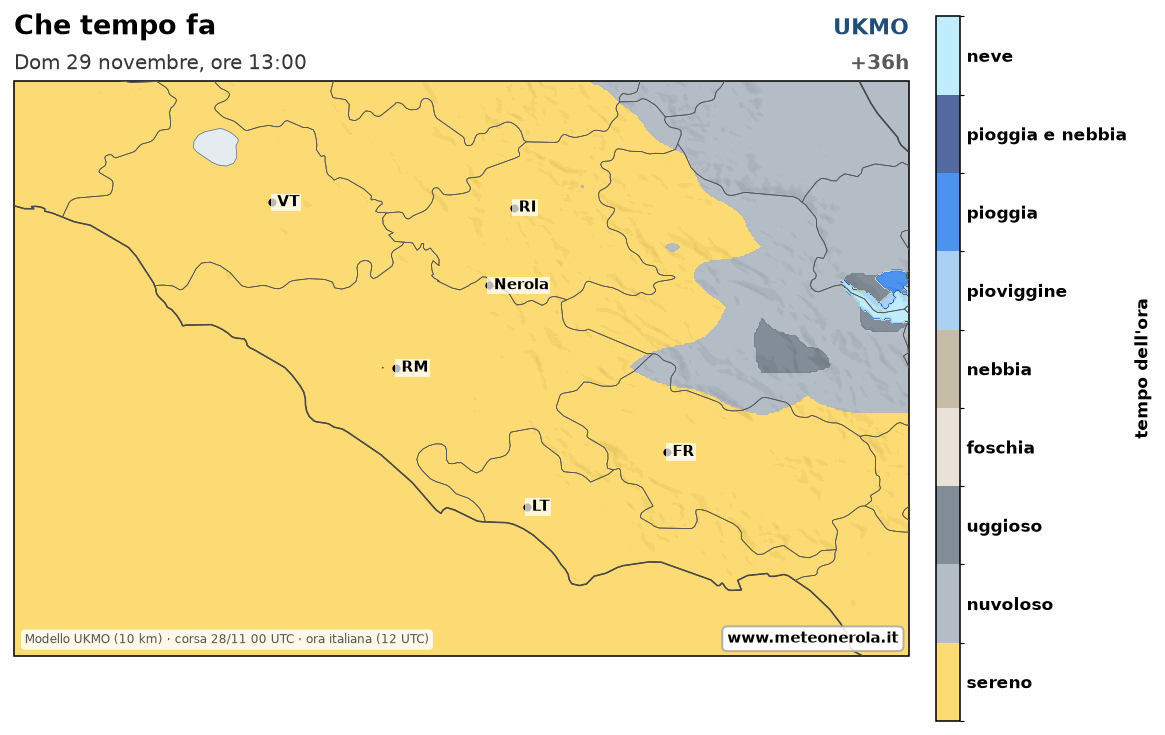 Che tempo fa
UKMO
Dom 29 novembre, ore 13:00
+36h
VT
RI
Nerola
RM
FR
LT
Modello UKMO (10 km) · corsa 28/11 00 UTC · ora italiana (12 UTC)
www.meteonerola.it
neve
pioggia e nebbia
pioggia
pioviggine
nebbia
foschia
uggioso
nuvoloso
sereno
tempo dell'ora